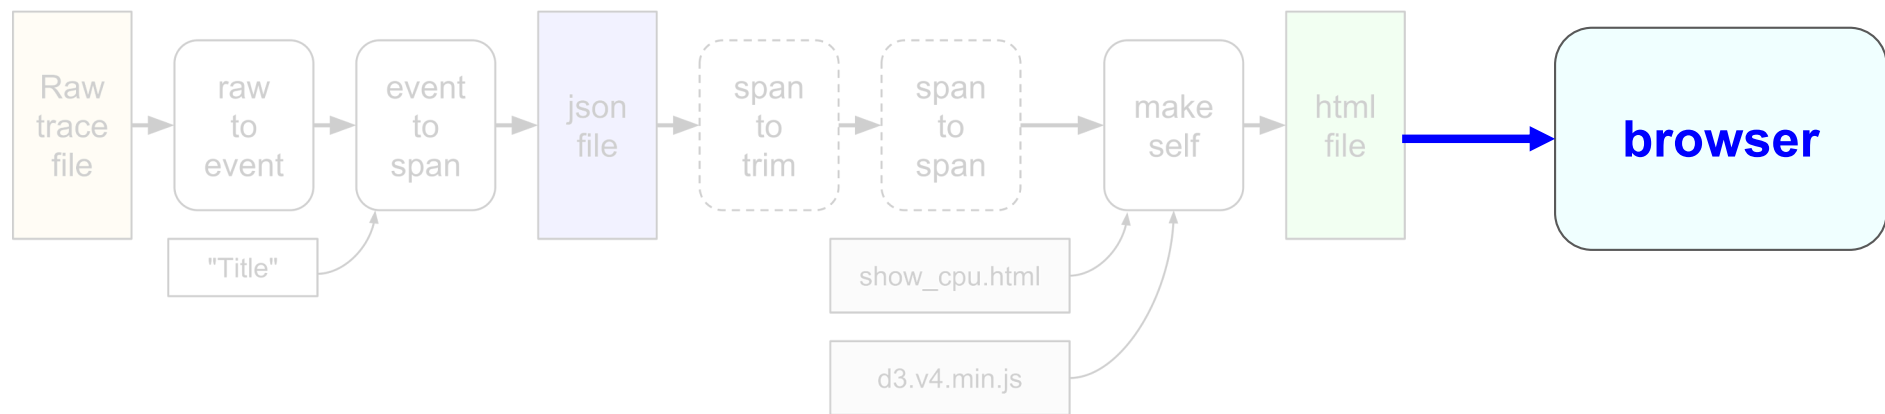 Raw
trace
file
raw
to
event
event
to
span
json
file
span
to
trim
span
to
span
make
self
html
file
browser
"Title"
show_cpu.html
d3.v4.min.js